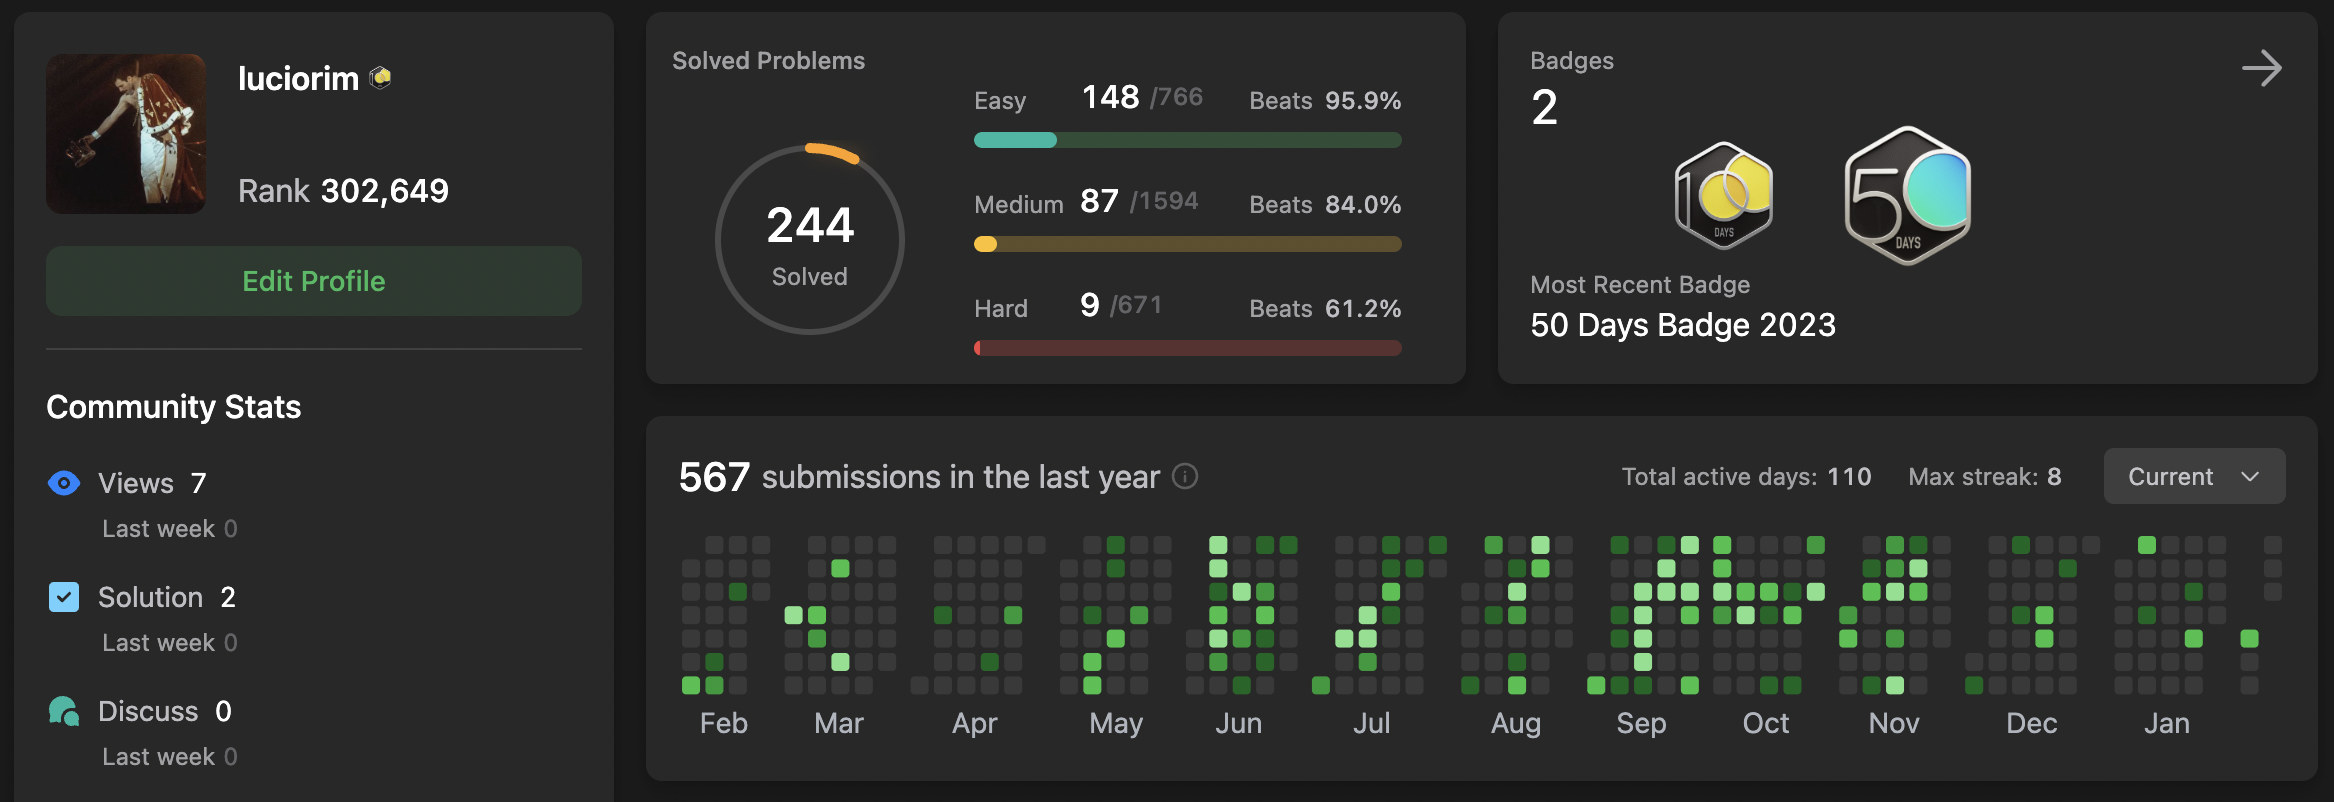 luciorim
Rank 302,649
Edit Profile
Community Stats
Views 7
Last week 0
Solution 2
Last week 0
Discuss 0
Last week 0
Solved Problems
244
Solved
Easy 148 /766 Beats 95.9%
Medium 87 /1594 Beats 84.0%
Hard 9 /671 Beats 61.2%
Badges
2
100 DAYS
50 DAYS
Most Recent Badge
50 Days Badge 2023
567 submissions in the last year
Total active days: 110 Max streak: 8 Current
Feb Mar Apr May Jun Jul Aug Sep Oct Nov Dec Jan